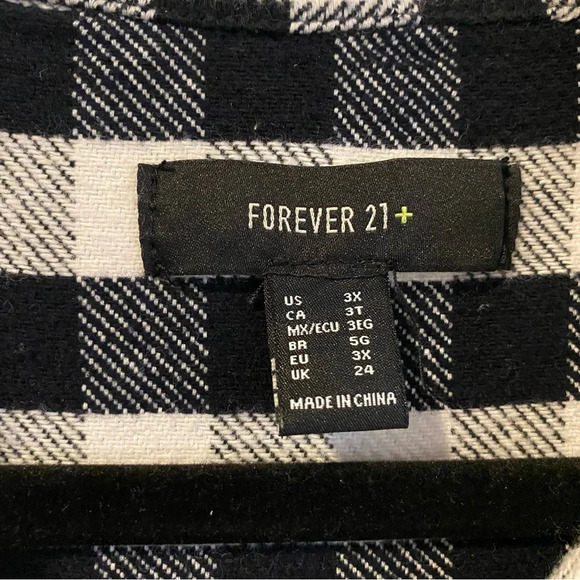 FOREVER 21+
US 3X
CA 3T
MX/ECU 3EG
BR 5G
EU 3X
UK 24
MADE IN CHINA